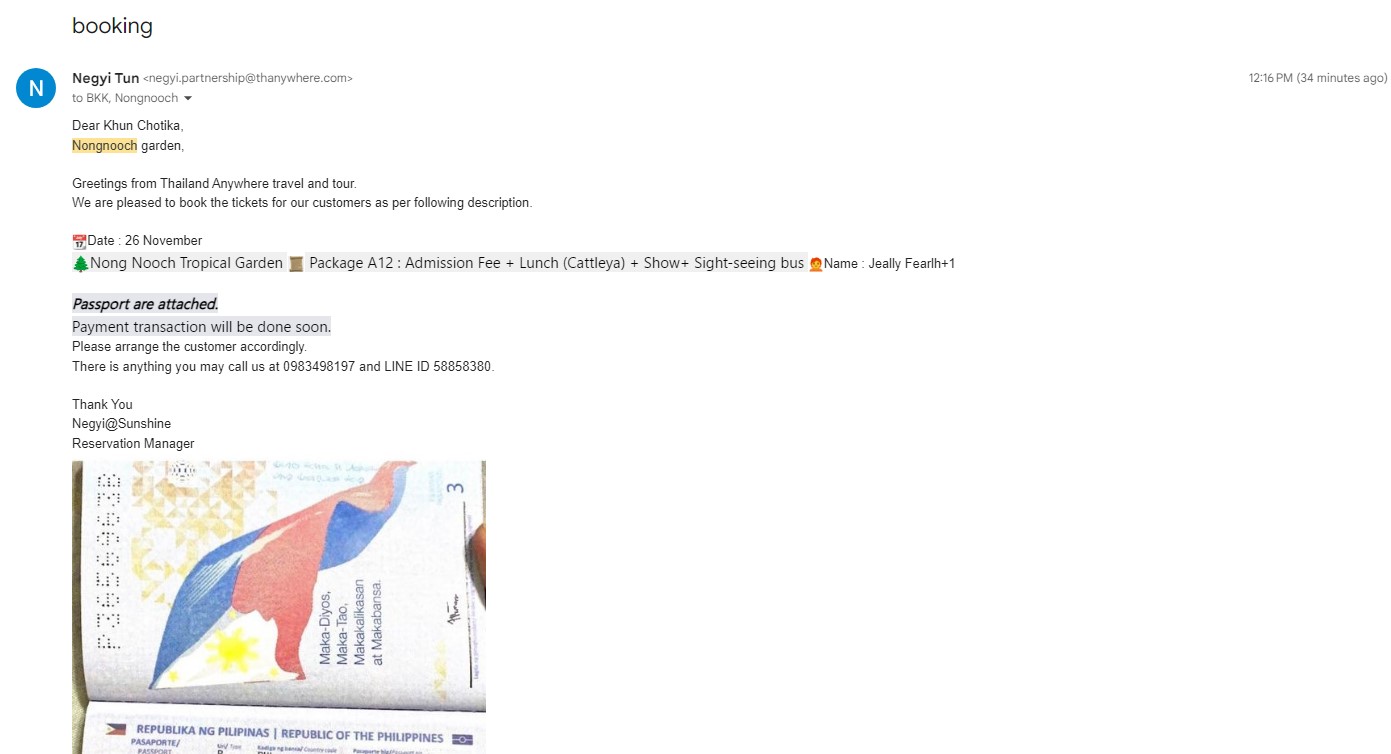 booking
N
Negyi Tun <negyi.partnership@thanywhere.com>
12:16 PM (34 minutes ago)
to BKK, Nongnooch
Dear Khun Chotika,
Nongnooch garden,
Greetings from Thailand Anywhere travel and tour.
We are pleased to book the tickets for our customers as per following description.
📆Date : 26 November
🌲Nong Nooch Tropical Garden 📜 Package A12 : Admission Fee + Lunch (Cattleya) + Show+ Sight-seeing bus 🧑‍🦰Name : Jeally Fearlh+1
Passport are attached.
Payment transaction will be done soon.
Please arrange the customer accordingly.
There is anything you may call us at 0983498197 and LINE ID 58858380.
Thank You
Negyi@Sunshine
Reservation Manager
3
Maka-Diyos,
Maka-Tao,
Makakalikasan
at Makabansa.
REPUBLIKA NG PILIPINAS | REPUBLIC OF THE PHILIPPINES
PASAPORTE/
PASSPORT